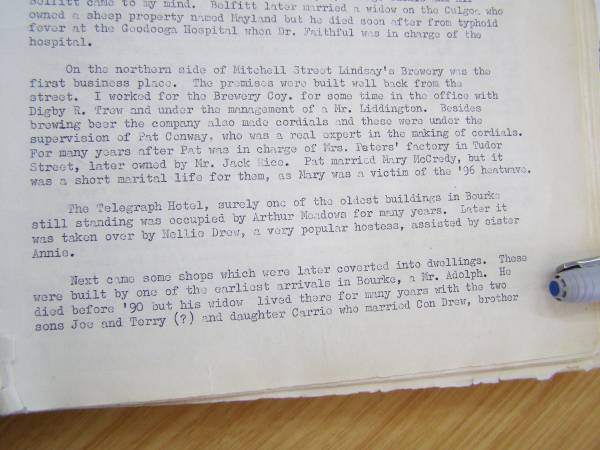 Belfitt came to my mind. Belfitt later married a widow on the Culgoa who
owned a sheep property named Mayland but he died soon after from typhoid
fever at the Goodooga Hospital when Dr. Faithful was in charge of the
hospital.
On the northern side of Mitchell Street Lindsay's Brewery was the
first business place. The premises were built well back from the
street. I worked for the Brewery Coy. for some time in the office with
Digby R. Trew and under the management of a Mr. Liddington. Besides
brewing beer the company also made cordials and these were under the
supervision of Pat Conway, who was a real expert in the making of cordials.
For many years after Pat was in charge of Mrs. Peters' factory in Tudor
Street, later owned by Mr. Jack Rice. Pat married Mary McCredy, but it
was a short marital life for them, as Mary was a victim of the '96 heatwave.
The Telegraph Hotel, surely one of the oldest buildings in Bourke
still standing was occupied by Arthur Meadows for many years. Later it
was taken over by Nellie Drew, a very popular hostess, assisted by sister
Annie.
Next came some shops which were later coverted into dwellings. These
were built by one of the earliest arrivals in Bourke, a Mr. Adolph. He
died before '90 but his widow lived there for many years with the two
sons Joe and Terry (?) and daughter Carrie who married Con Drew, brother